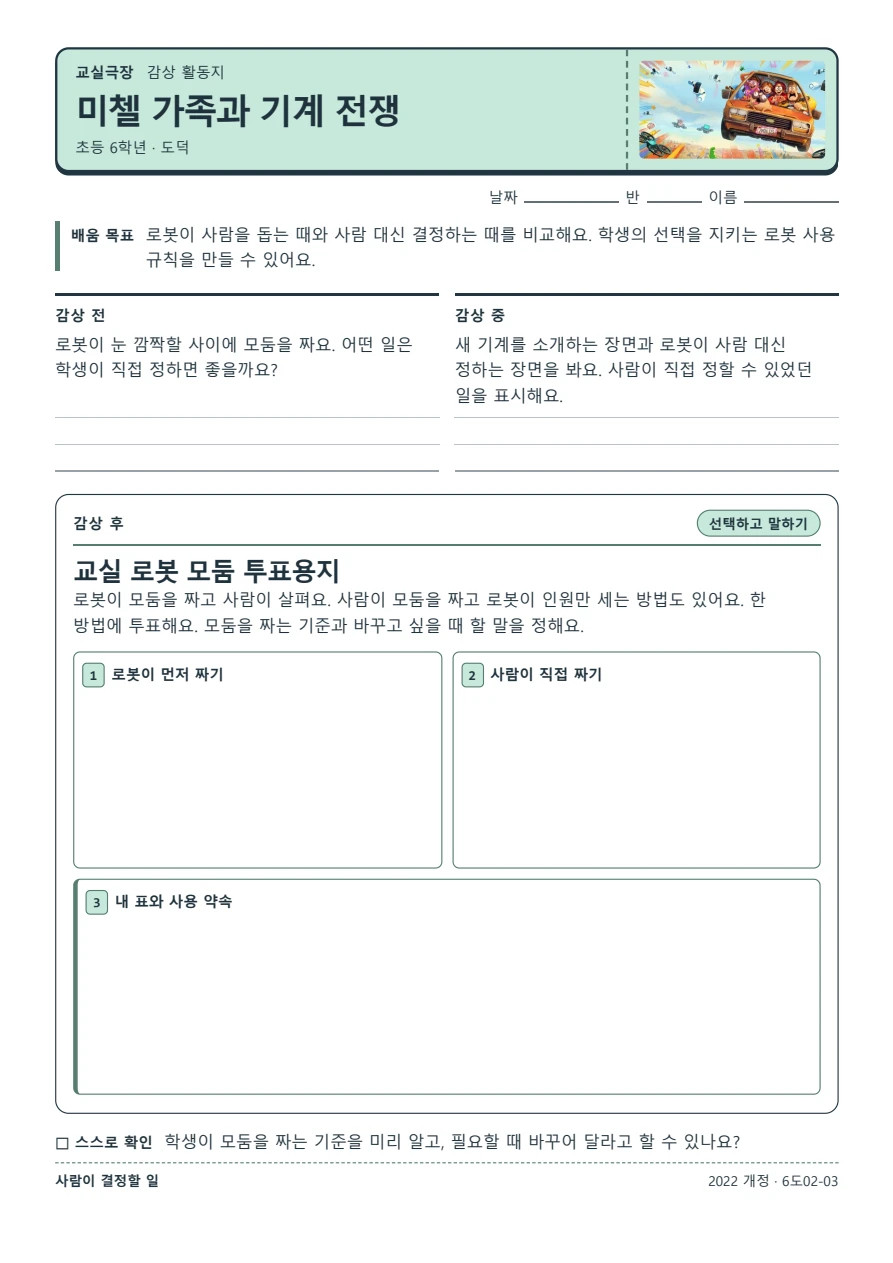 교실극장 감상 활동지
미첼 가족과 기계 전쟁
초등 6학년 · 도덕
날짜 반 이름
배움 목표 로봇이 사람을 돕는 때와 사람 대신 결정하는 때를 비교해요. 학생의 선택을 지키는 로봇 사용
규칙을 만들 수 있어요.
감상 전
로봇이 눈 깜짝할 사이에 모둠을 짜요. 어떤 일은
학생이 직접 정하면 좋을까요?
감상 중
새 기계를 소개하는 장면과 로봇이 사람 대신
정하는 장면을 봐요. 사람이 직접 정할 수 있었던
일을 표시해요.
감상 후
선택하고 말하기
교실 로봇 모둠 투표용지
로봇이 모둠을 짜고 사람이 살펴요. 사람이 모둠을 짜고 로봇이 인원만 세는 방법도 있어요. 한
방법에 투표해요. 모둠을 짜는 기준과 바꾸고 싶을 때 할 말을 정해요.
1 로봇이 먼저 짜기
2 사람이 직접 짜기
3 내 표와 사용 약속
□ 스스로 확인 학생이 모둠을 짜는 기준을 미리 알고, 필요할 때 바꾸어 달라고 할 수 있나요?
사람이 결정할 일
2022 개정 · 6도02-03